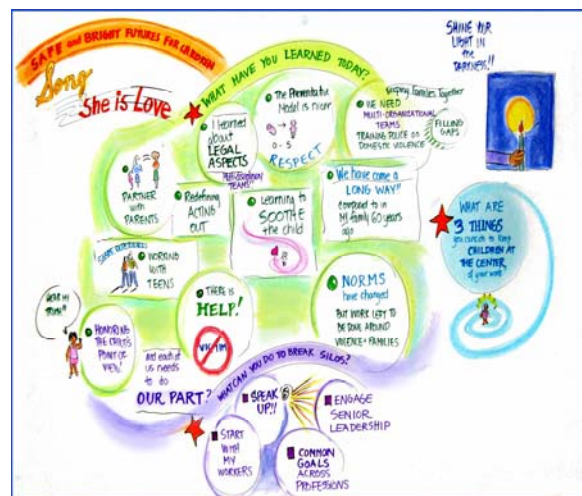 SAFE and BRIGHT FUTURES FOR CHILDREN
Song
She is Love
WHAT HAVE YOU LEARNED TODAY?
I learned
about
LEGAL
ASPECTS
TEAMS!!
The Preventative
Model is
0-5
RESPECT
Keeping Families Together
WE NEED
MULTI-ORGANIZATIONAL
TEAMS
TRAINING POLICE on
DOMESTIC VIOLENCE
FILLING
GAPS
SHINE YOUR
LIGHT IN
the
DARKNESS!!
PARTNER
with
PARENTS
Redefining
ACTING
OUT
Learning to
SOOTHE
the child
We have come a
LONG WAY!!
compared to in
MY family 60 years
ago
WHAT ARE
3 THINGS
you can do to keep
CHILDREN AT
THE CENTER
of your work
WORKING
WITH
TEENS
THERE IS
HELP!
VICTIM
NORMS
have changed
BUT WORK LEFT TO
BE DONE AROUND
VIOLENCE + FAMILIES
HEAR MY
TRUTH!!
HONORING
THE CHILD'S
POINT OF
VIEW!
and each of
us needs
to do
OUR PART?
WHAT CAN YOU DO TO BREAK SILOS?
SPEAK
UP!!
ENGAGE
SENIOR
LEADERSHIP
START
WITH
MY
WORKERS
COMMON
GOALS
ACROSS
PROFESSIONS